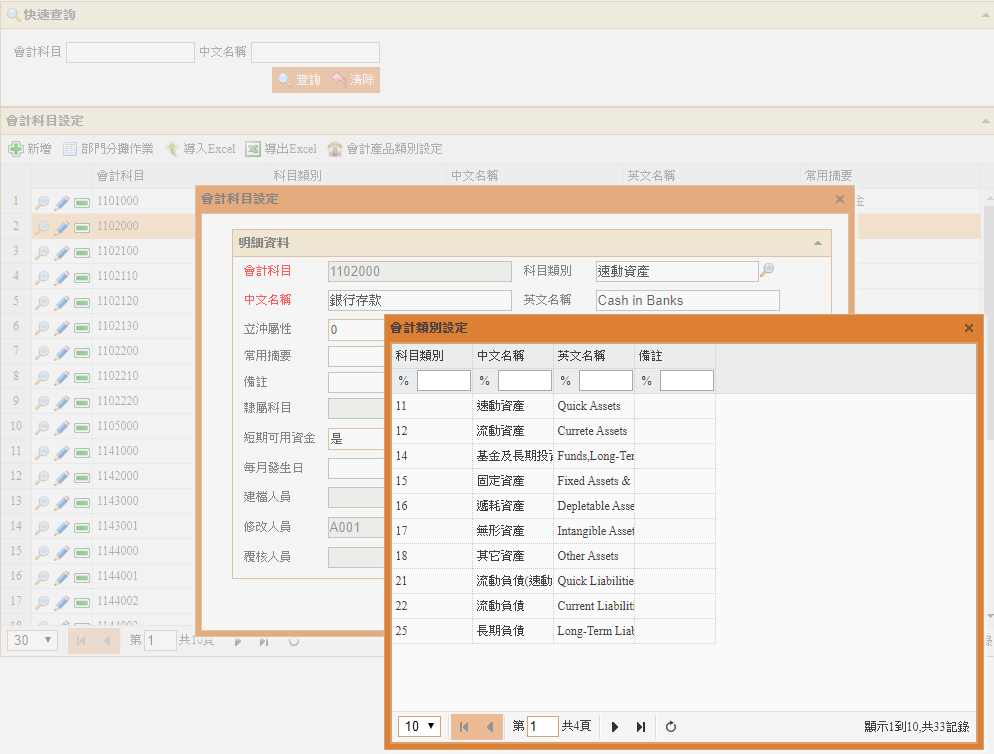 快速查詢
會計科目 中文名稱
查詢 清除
會計科目設定
新增 部門分攤作業 導入Excel 導出Excel 會計產品類別設定
會計科目 科目類別 中文名稱 英文名稱 常用摘要
1 1101000 金
2 1102000
3 1102100
4 1102110
5 1102120
6 1102130
7 1102200
8 1102210
9 1102220
10 1105000
11 1141000
12 1142000
13 1143000
14 1143001
15 1144000
16 1144001
17 1144002
18 1144003
30 第 1 共10頁
會計科目設定
明細資料
會計科目 1102000 科目類別 速動資產
中文名稱 銀行存款 英文名稱 Cash in Banks
立沖屬性 0
常用摘要
備註
隸屬科目
短期可用資金 是
每月發生日
建檔人員
修改人員 A001
覆核人員
會計類別設定
科目類別 中文名稱 英文名稱 備註
% % % %
11 速動資產 Quick Assets
12 流動資產 Currete Assets
14 基金及長期投資 Funds,Long-Ter
15 固定資產 Fixed Assets &
16 遞耗資產 Depletable Asse
17 無形資產 Intangible Asset
18 其它資產 Other Assets
21 流動負債(速動 Quick Liabilitie
22 流動負債 Current Liabiliti
25 長期負債 Long-Term Liab
10 第 1 共4頁 顯示1到10,共33記錄